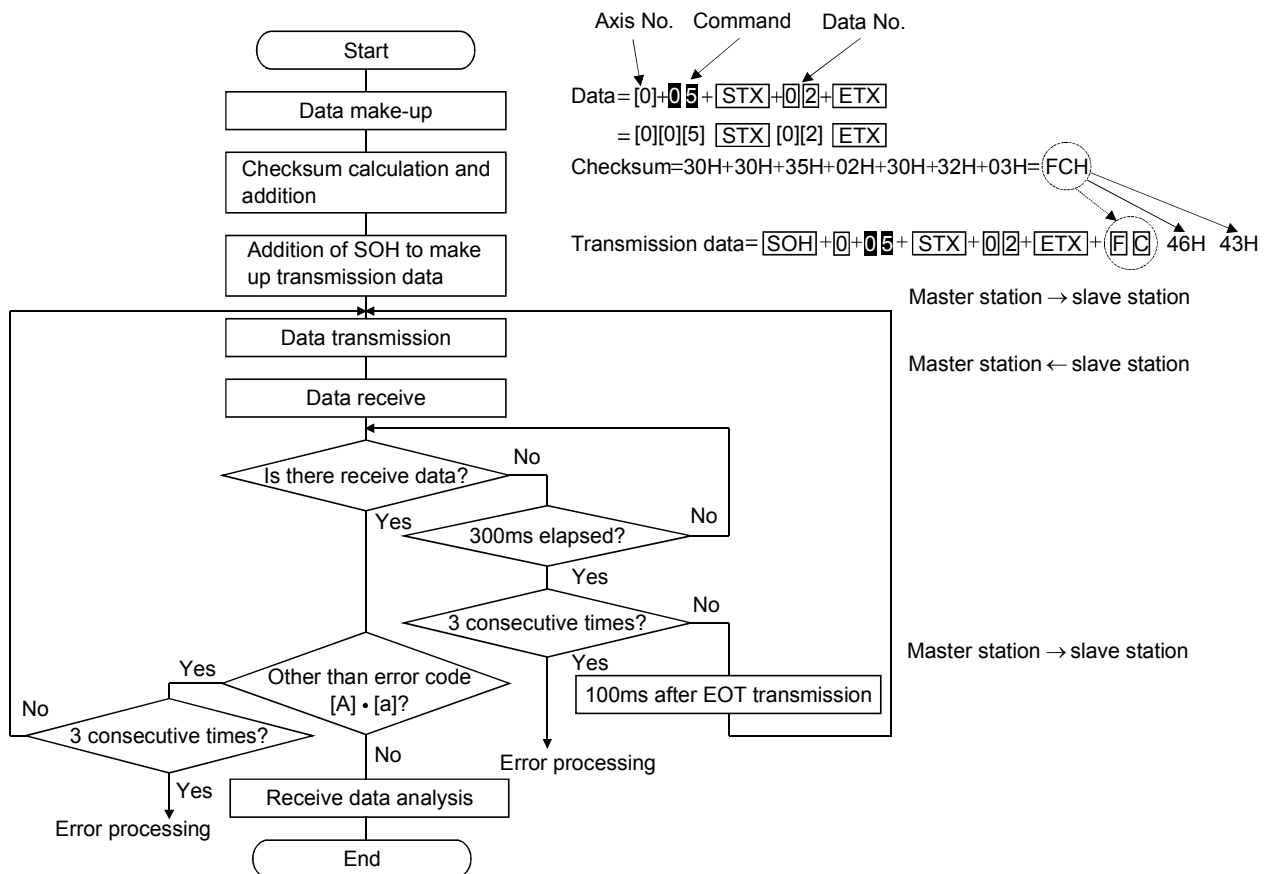 Start
Data make-up
Checksum calculation and
addition
Addition of SOH to make
up transmission data
Data transmission
Data receive
Is there receive data?
No
Yes
300ms elapsed?
No
Yes
3 consecutive times?
No
Yes
100ms after EOT transmission
Error processing
Other than error code
[A] • [a]?
Yes
No
3 consecutive times?
No
Yes
Error processing
Receive data analysis
End
Axis No. Command Data No.
Data=[0]+0 5+STX+0 2+ETX
=[0][0][5] STX [0][2] ETX
Checksum=30H+30H+35H+02H+30H+32H+03H=FCH
Transmission data=SOH+0+0 5+STX+0 2+ETX+F C 46H 43H
Master station → slave station
Master station ← slave station
Master station → slave station